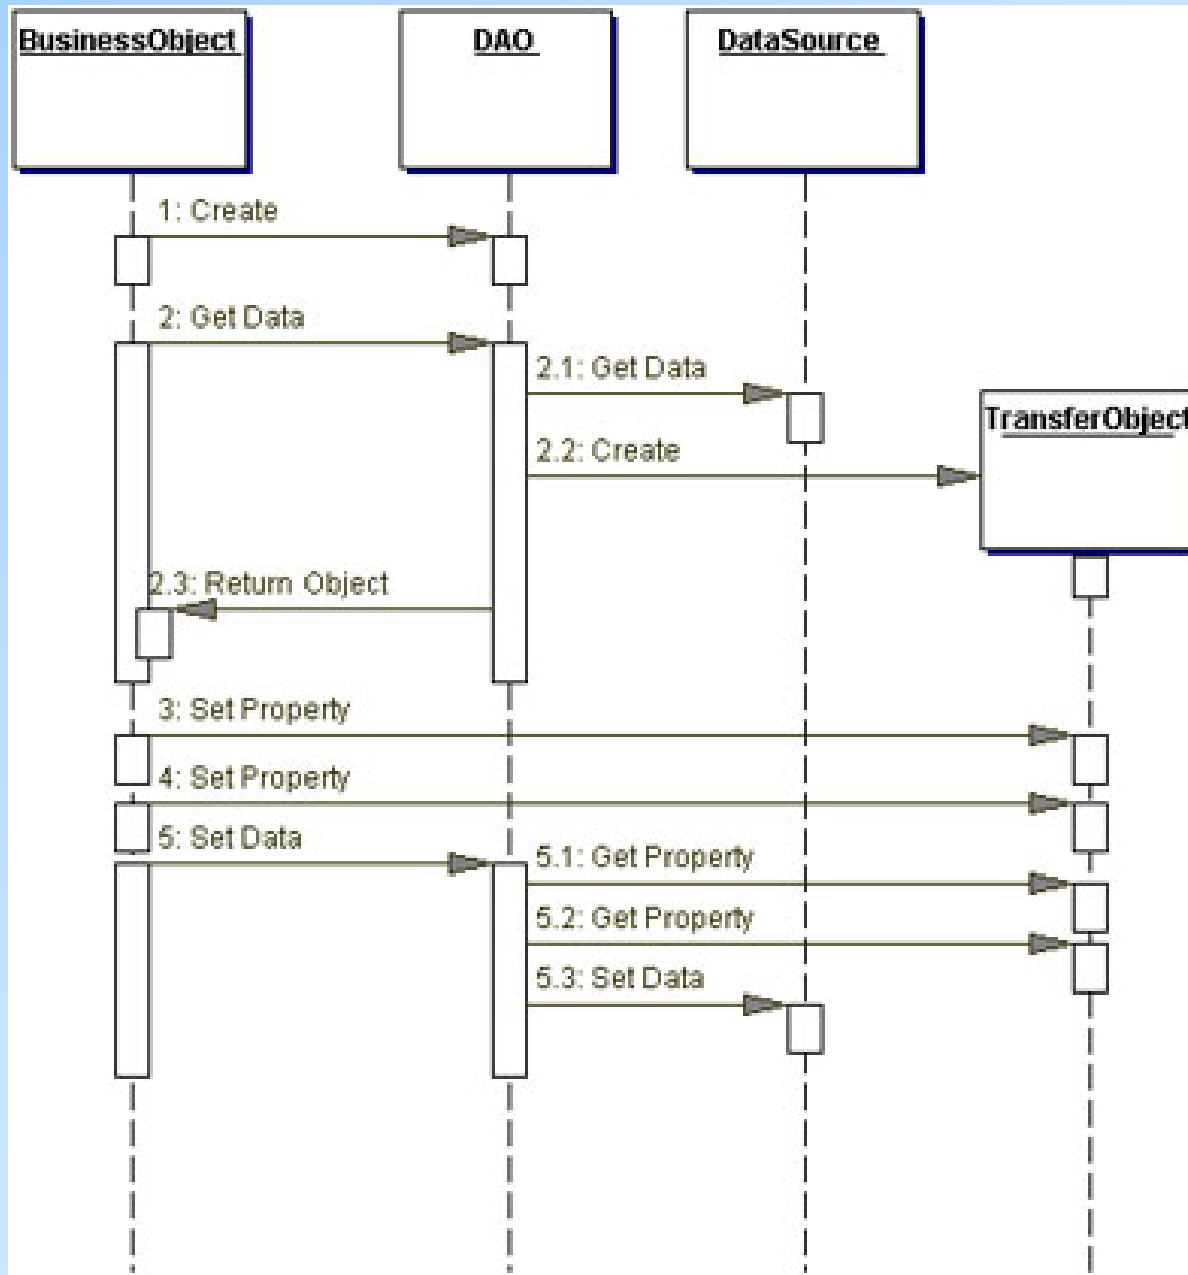 BusinessObject
DAO
DataSource
1: Create
2: Get Data
2.1: Get Data
TransferObject
2.2: Create
2.3: Return Object
3: Set Property
4: Set Property
5: Set Data
5.1: Get Property
5.2: Get Property
5.3: Set Data